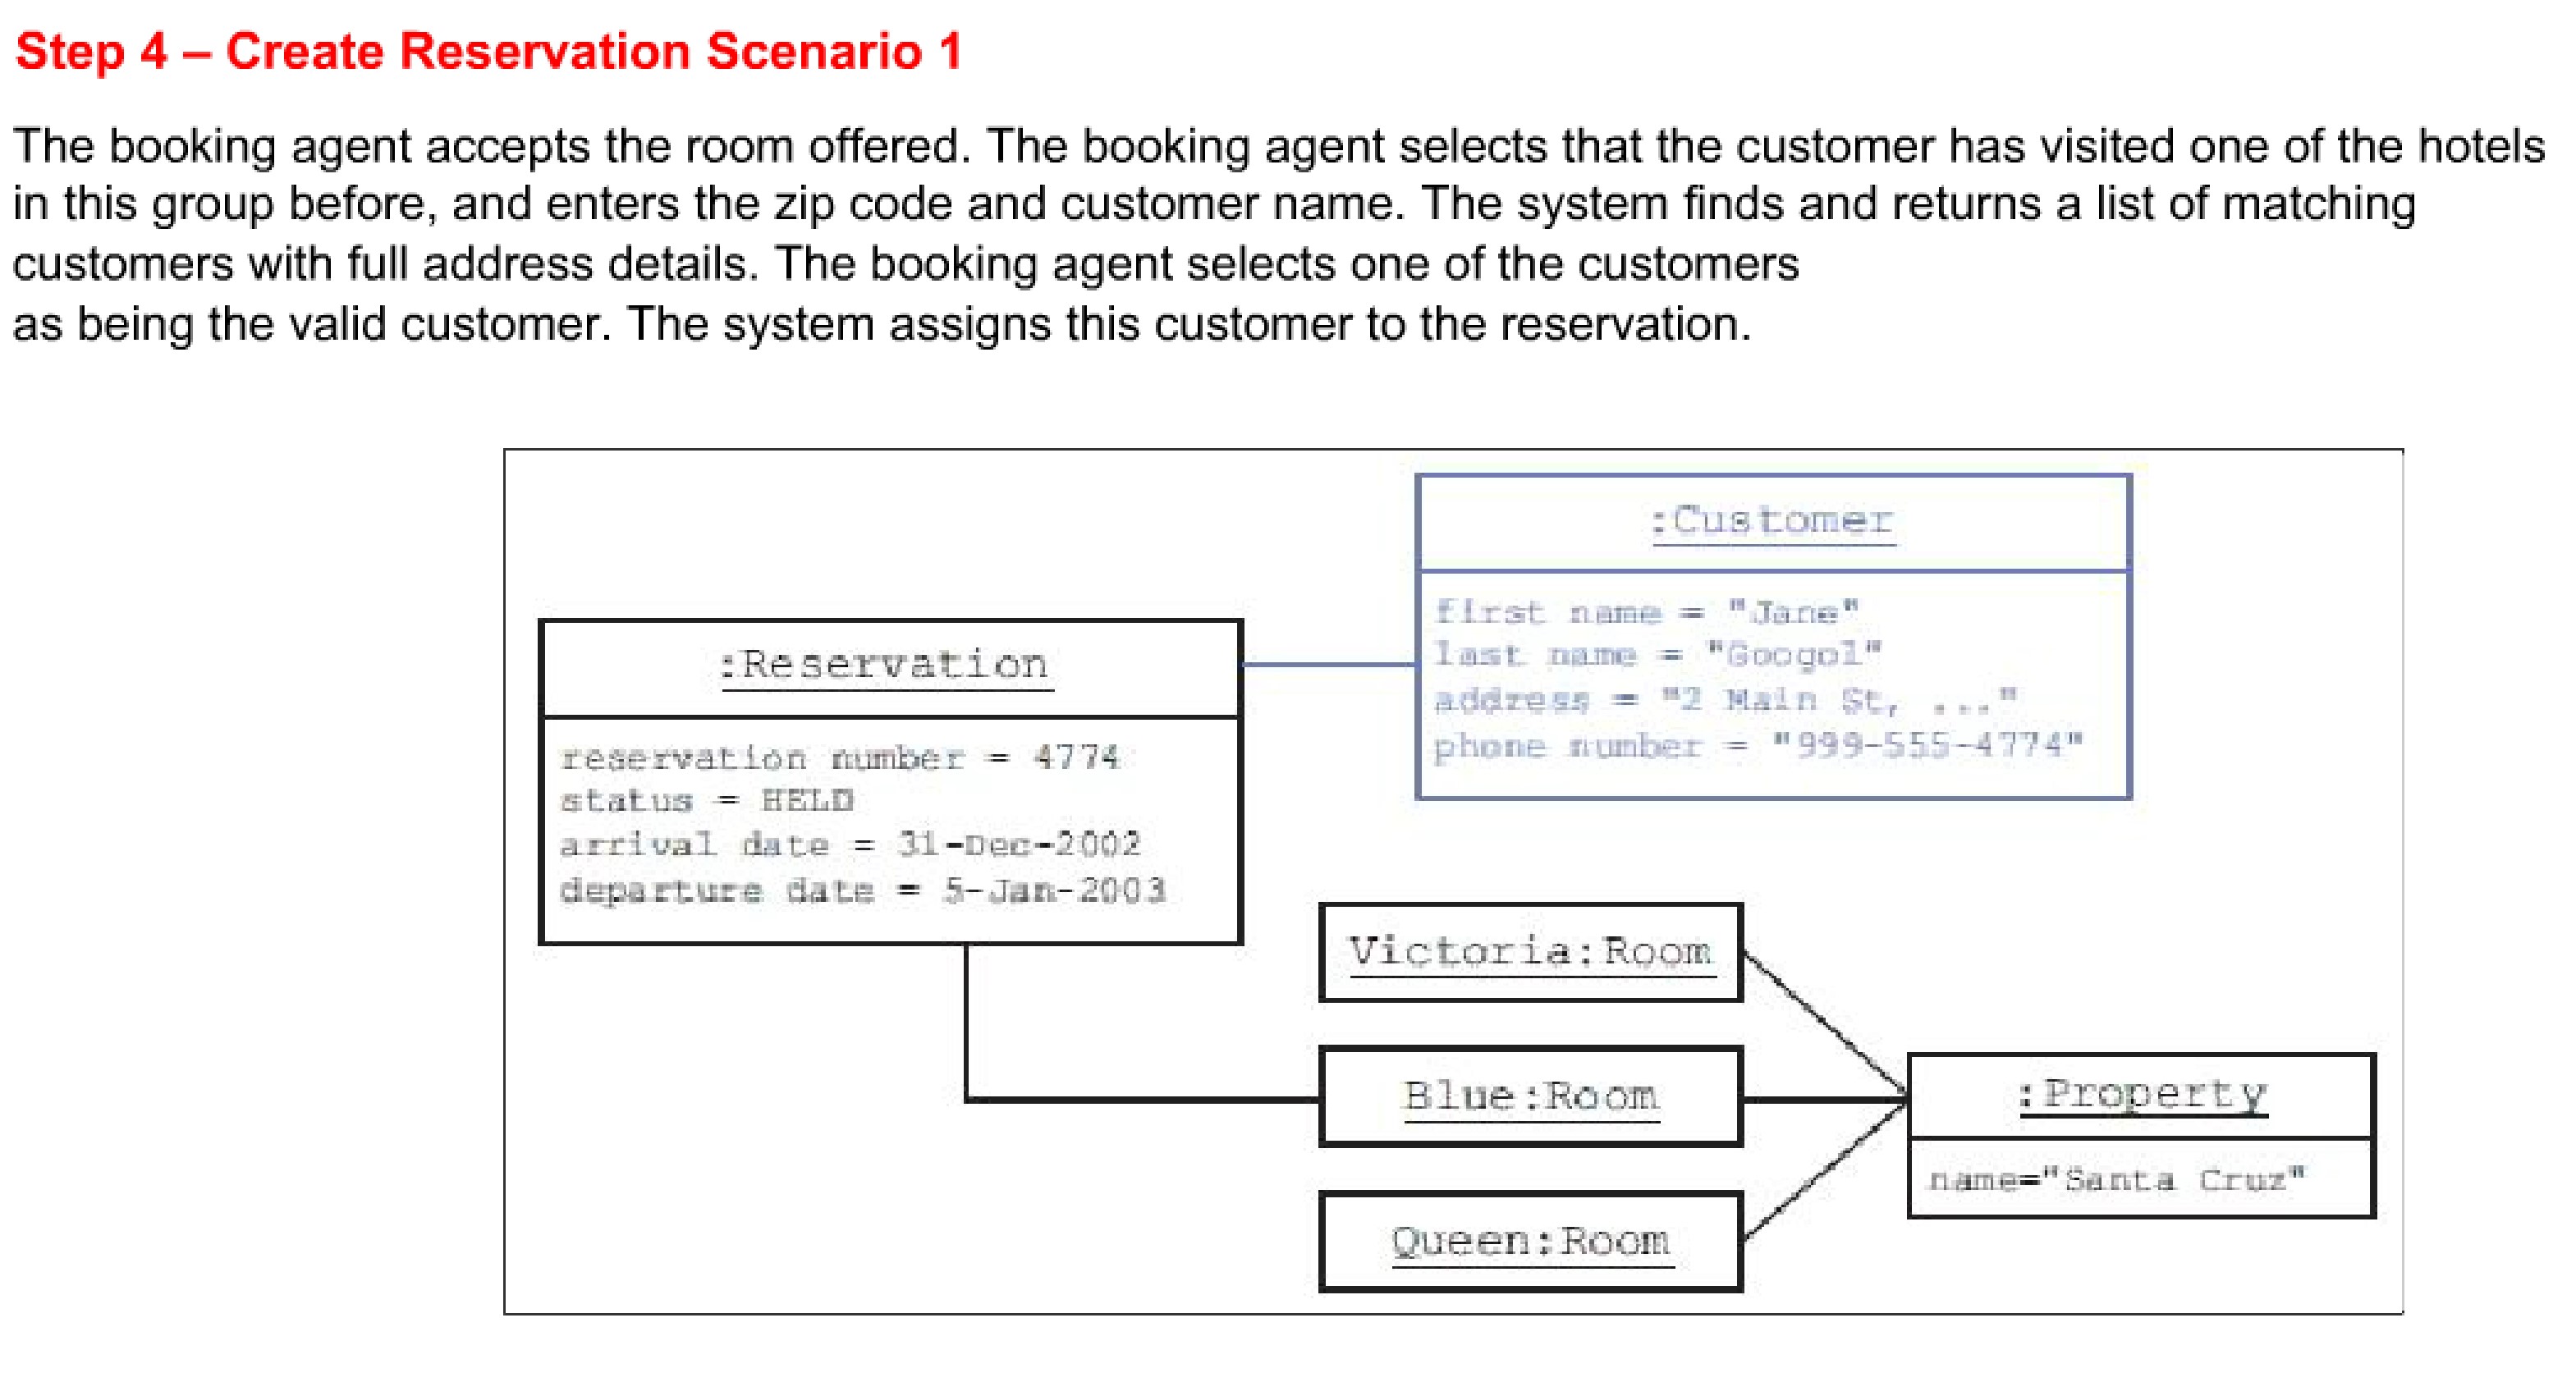 Step 4 – Create Reservation Scenario 1
The booking agent accepts the room offered. The booking agent selects that the customer has visited one of the hotels
in this group before, and enters the zip code and customer name. The system finds and returns a list of matching
customers with full address details. The booking agent selects one of the customers
as being the valid customer. The system assigns this customer to the reservation.
:Customer
first name = "Jane"
last name = "Googol"
address = "2 Main St, ..."
phone number = "999-555-4774"
:Reservation
reservation number = 4774
status = HELD
arrival date = 31-Dec-2002
departure date = 5-Jan-2003
Victoria:Room
Blue:Room
Queen:Room
:Property
name="Santa Cruz"